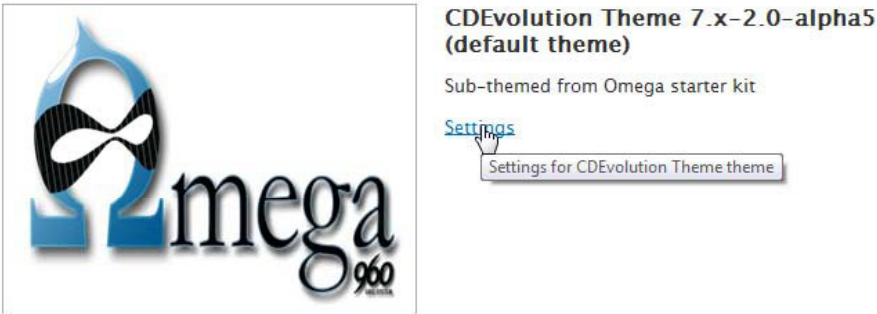 CDEvolution Theme 7.x-2.0-alpha5
(default theme)
Sub-themed from Omega starter kit
Settings
Settings for CDEvolution Theme theme
Ωmega
960